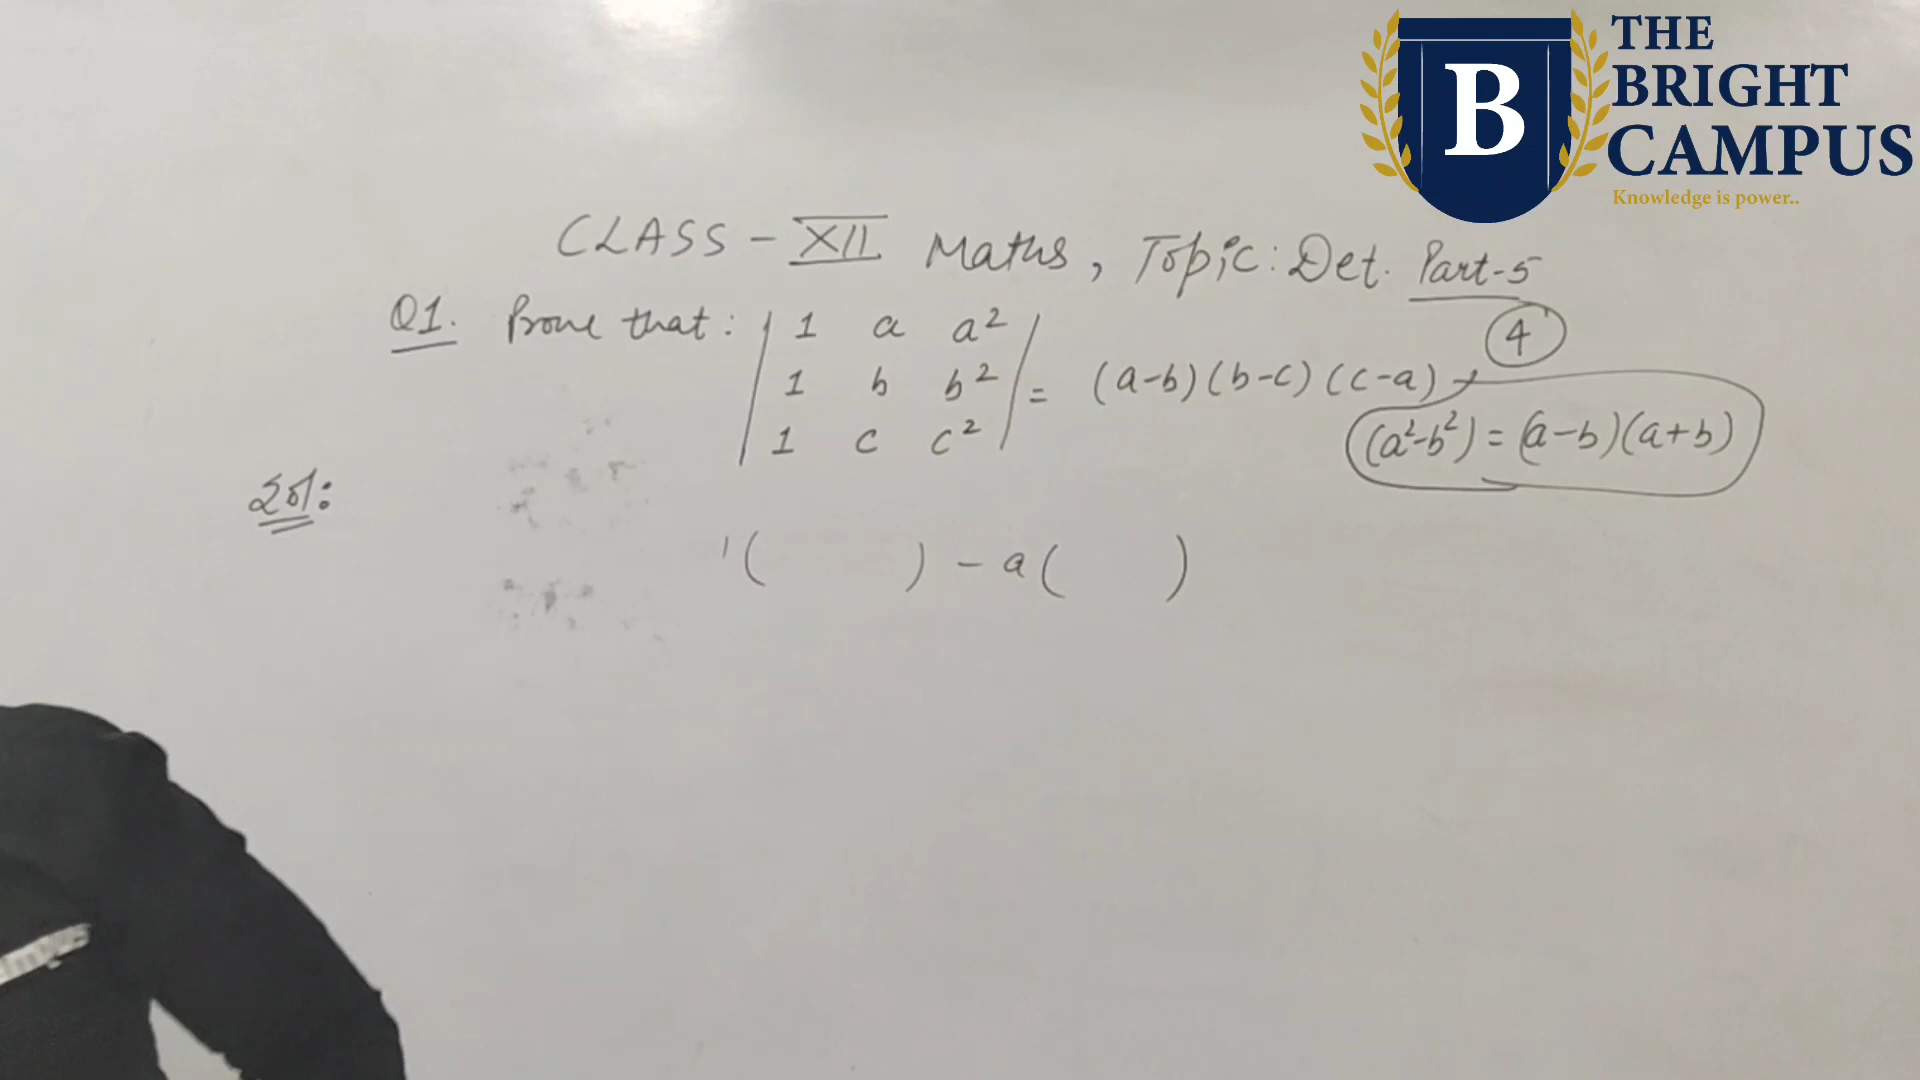 THE
BRIGHT
CAMPUS
Knowledge is power..
B
CLASS - XII Maths, Topic: Det. Part-5
Q1. Prove that: | 1 a a² |
4
| 1 b b² | = (a-b)(b-c)(c-a)
| 1 c c² |
(a²-b²) = (a-b)(a+b)
1( ) - a( )